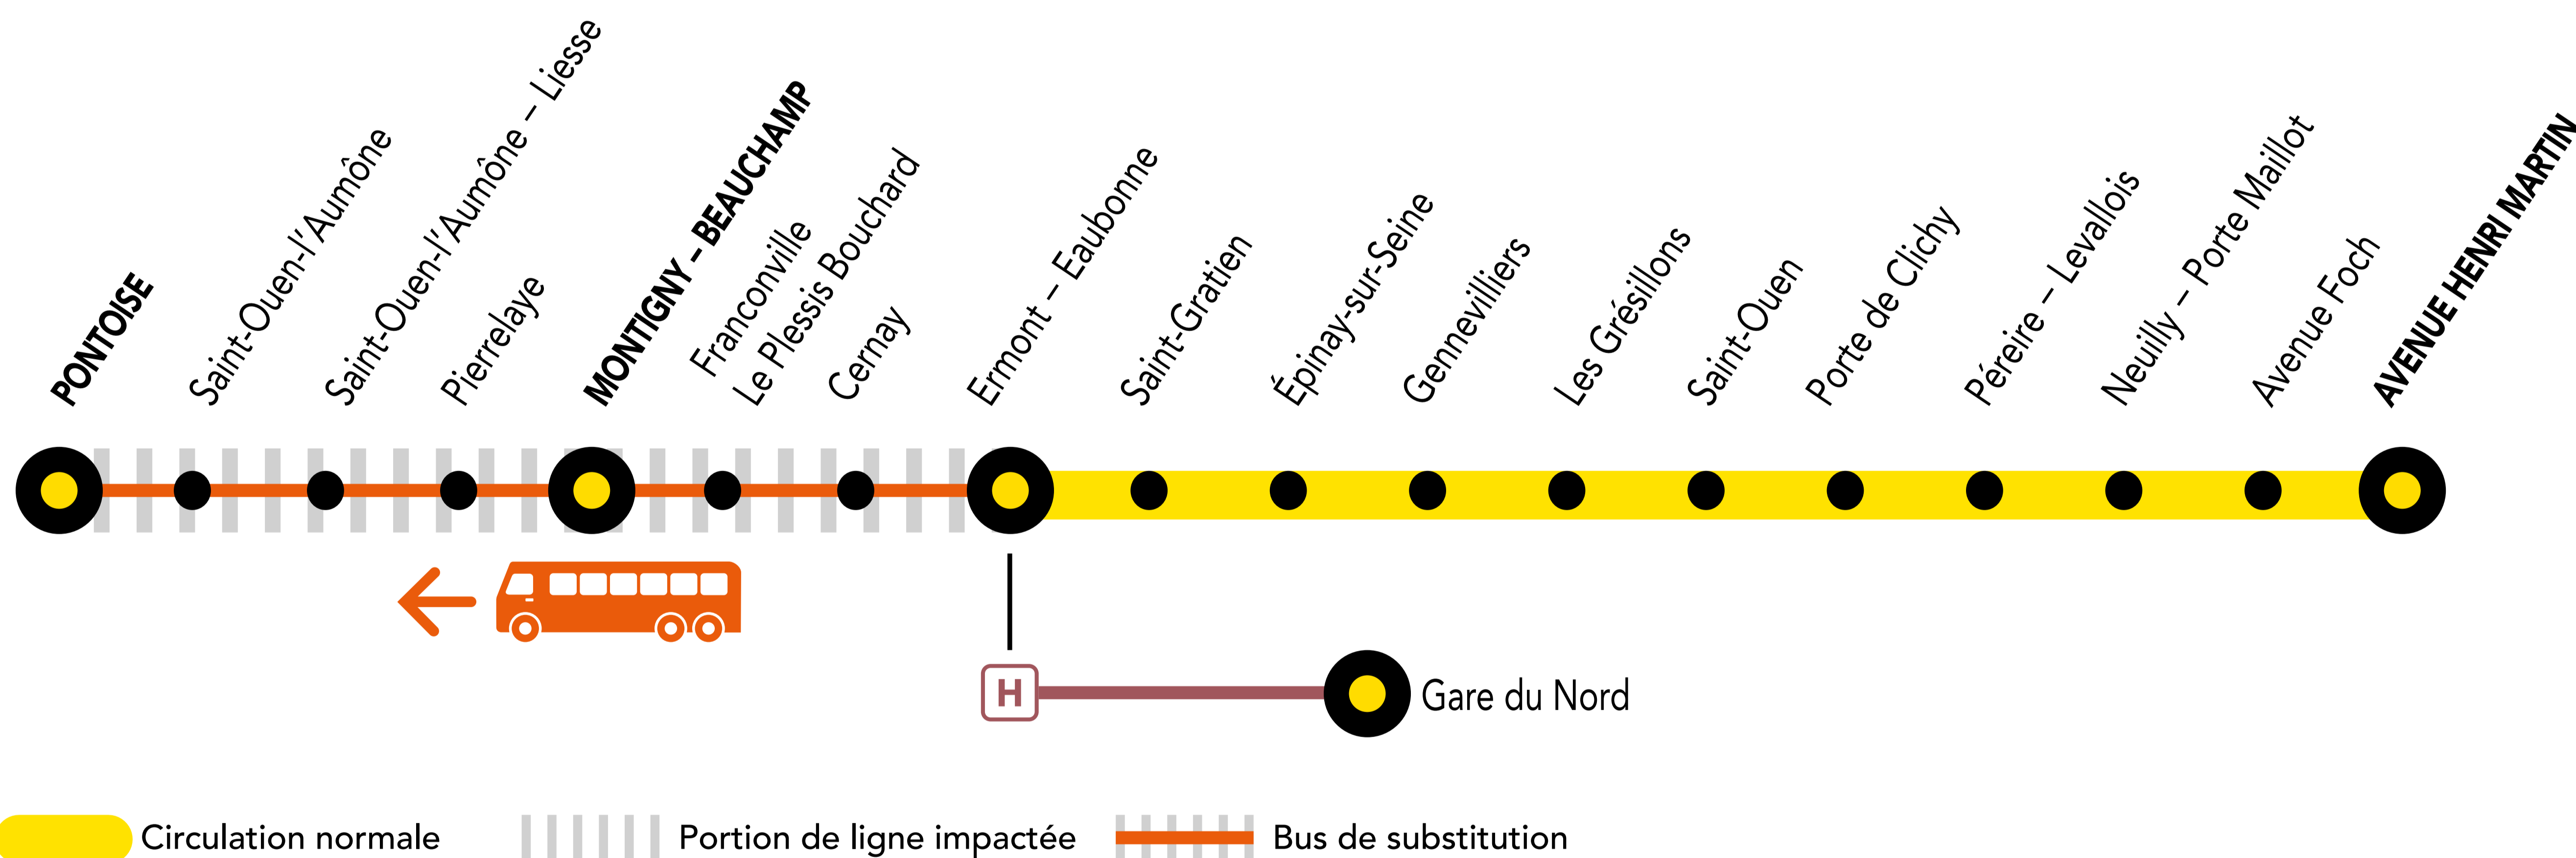 PONTOISE
Saint-Ouen-l'Aumône
Saint-Ouen-l'Aumône – Liesse
Pierrelaye
MONTIGNY – BEAUCHAMP
Franconville
Le Plessis Bouchard
Cernay
Ermont – Eaubonne
Saint-Gratien
Épinay-sur-Seine
Gennevilliers
Les Grésillons
Saint-Ouen
Porte de Clichy
Péreire – Levallois
Neuilly – Porte Maillot
Avenue Foch
AVENUE HENRI MARTIN
H
Gare du Nord
Circulation normale
Portion de ligne impactée
Bus de substitution